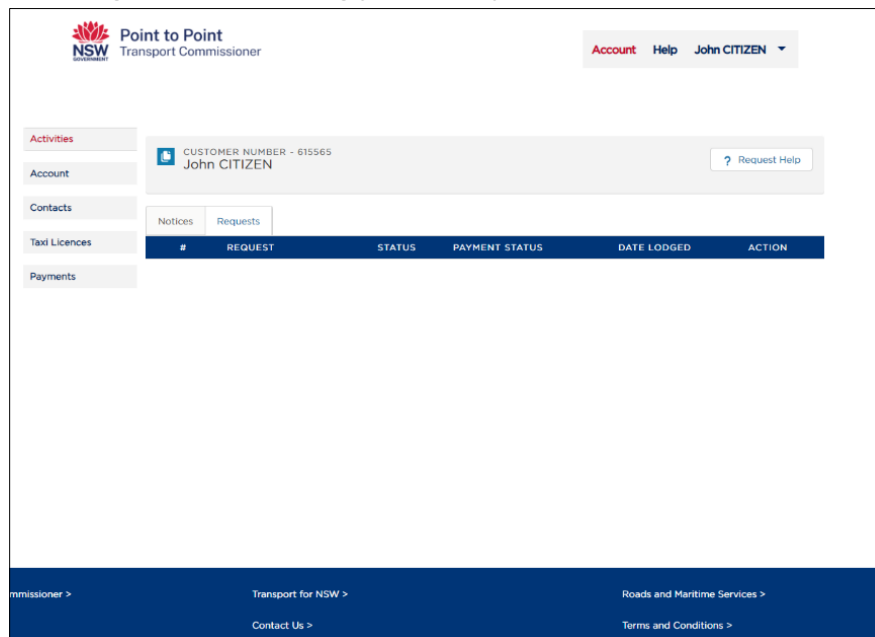 Point to Point
Transport Commissioner
NSW
GOVERNMENT
Account Help John CITIZEN
Activities
Account
Contacts
Taxi Licences
Payments
CUSTOMER NUMBER - 615565
John CITIZEN
? Request Help
Notices Requests
# REQUEST STATUS PAYMENT STATUS DATE LODGED ACTION
mmissioner > Transport for NSW > Roads and Maritime Services >
Contact Us > Terms and Conditions >